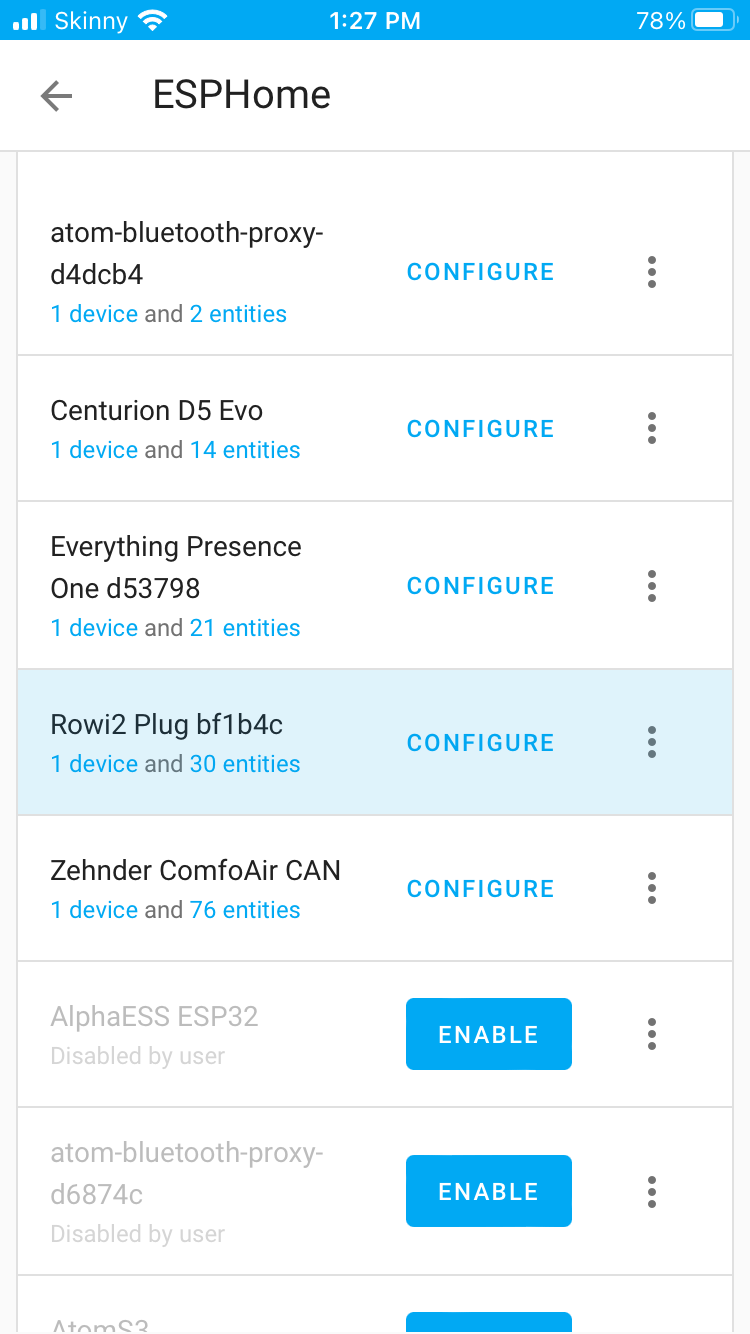 Skinny 1:27 PM 78%
ESPHome
atom-bluetooth-proxy-
d4dcb4
CONFIGURE
1 device and 2 entities
Centurion D5 Evo
CONFIGURE
1 device and 14 entities
Everything Presence
One d53798
CONFIGURE
1 device and 21 entities
Rowi2 Plug bf1b4c
CONFIGURE
1 device and 30 entities
Zehnder ComfoAir CAN
CONFIGURE
1 device and 76 entities
AlphaESS ESP32
ENABLE
Disabled by user
atom-bluetooth-proxy-
d6874c
ENABLE
Disabled by user
AtomS3